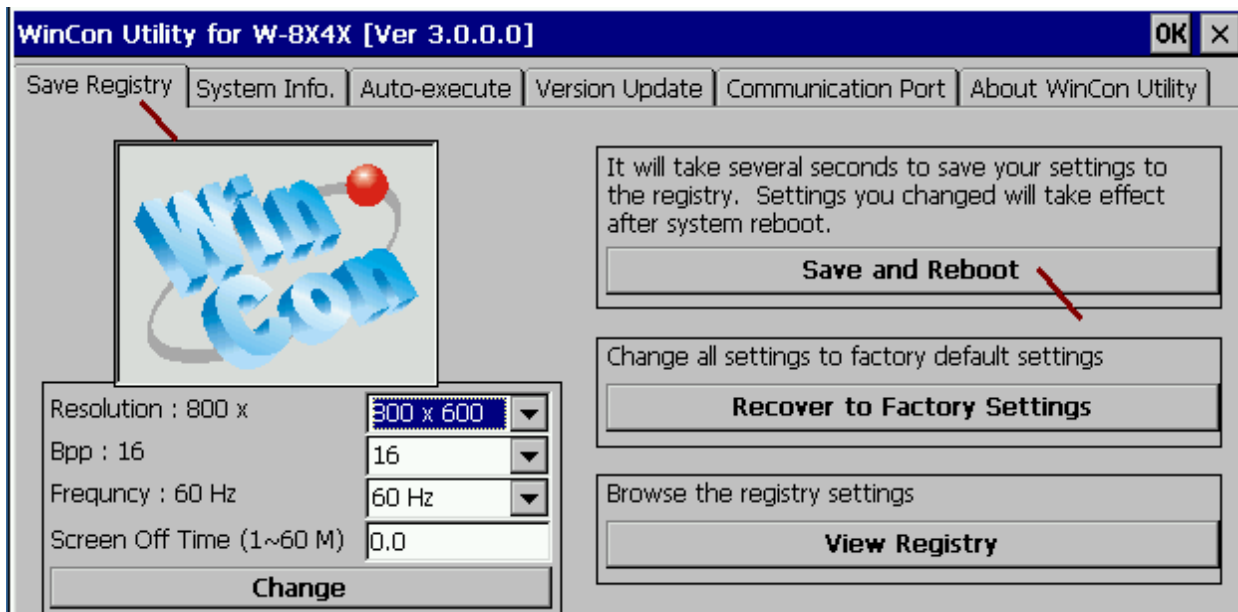 WinCon Utility for W-8X4X [Ver 3.0.0.0]
OK
Save Registry
System Info.
Auto-execute
Version Update
Communication Port
About WinCon Utility
Win
Con
It will take several seconds to save your settings to
the registry. Settings you changed will take effect
after system reboot.
Save and Reboot
Change all settings to factory default settings
Recover to Factory Settings
Resolution : 800 x
800 x 600
Bpp : 16
16
Frequncy : 60 Hz
60 Hz
Screen Off Time (1~60 M)
0.0
Change
Browse the registry settings
View Registry